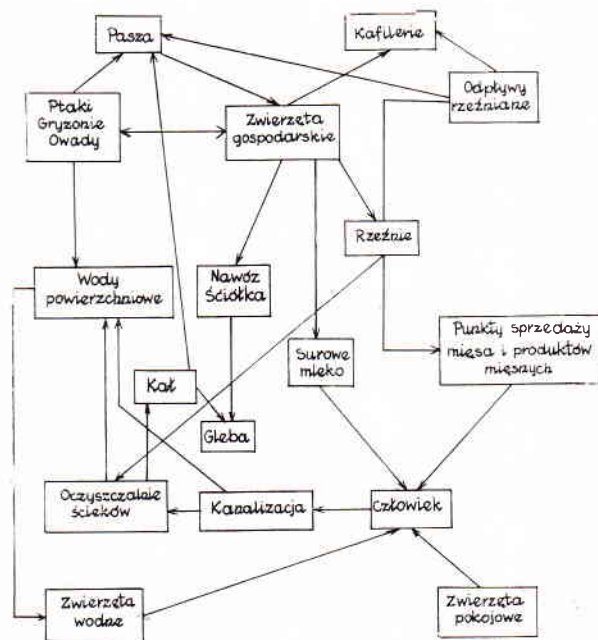 Pasza
Kafilerie
Ptaki
Gryzonie
Owady
Zwierzęta
gospodarskie
Odpływy
rzeźniane
Rzeźnie
Wody
powierzchniowe
Nawóz
Ściółka
Surowe
mleko
Punkty sprzedaży
mięsa i produktów
mięsnych
Kał
Gleba
Oczyszczalnie
ścieków
Kanalizacja
Człowiek
Zwierzęta
wodne
Zwierzęta
pokojowe